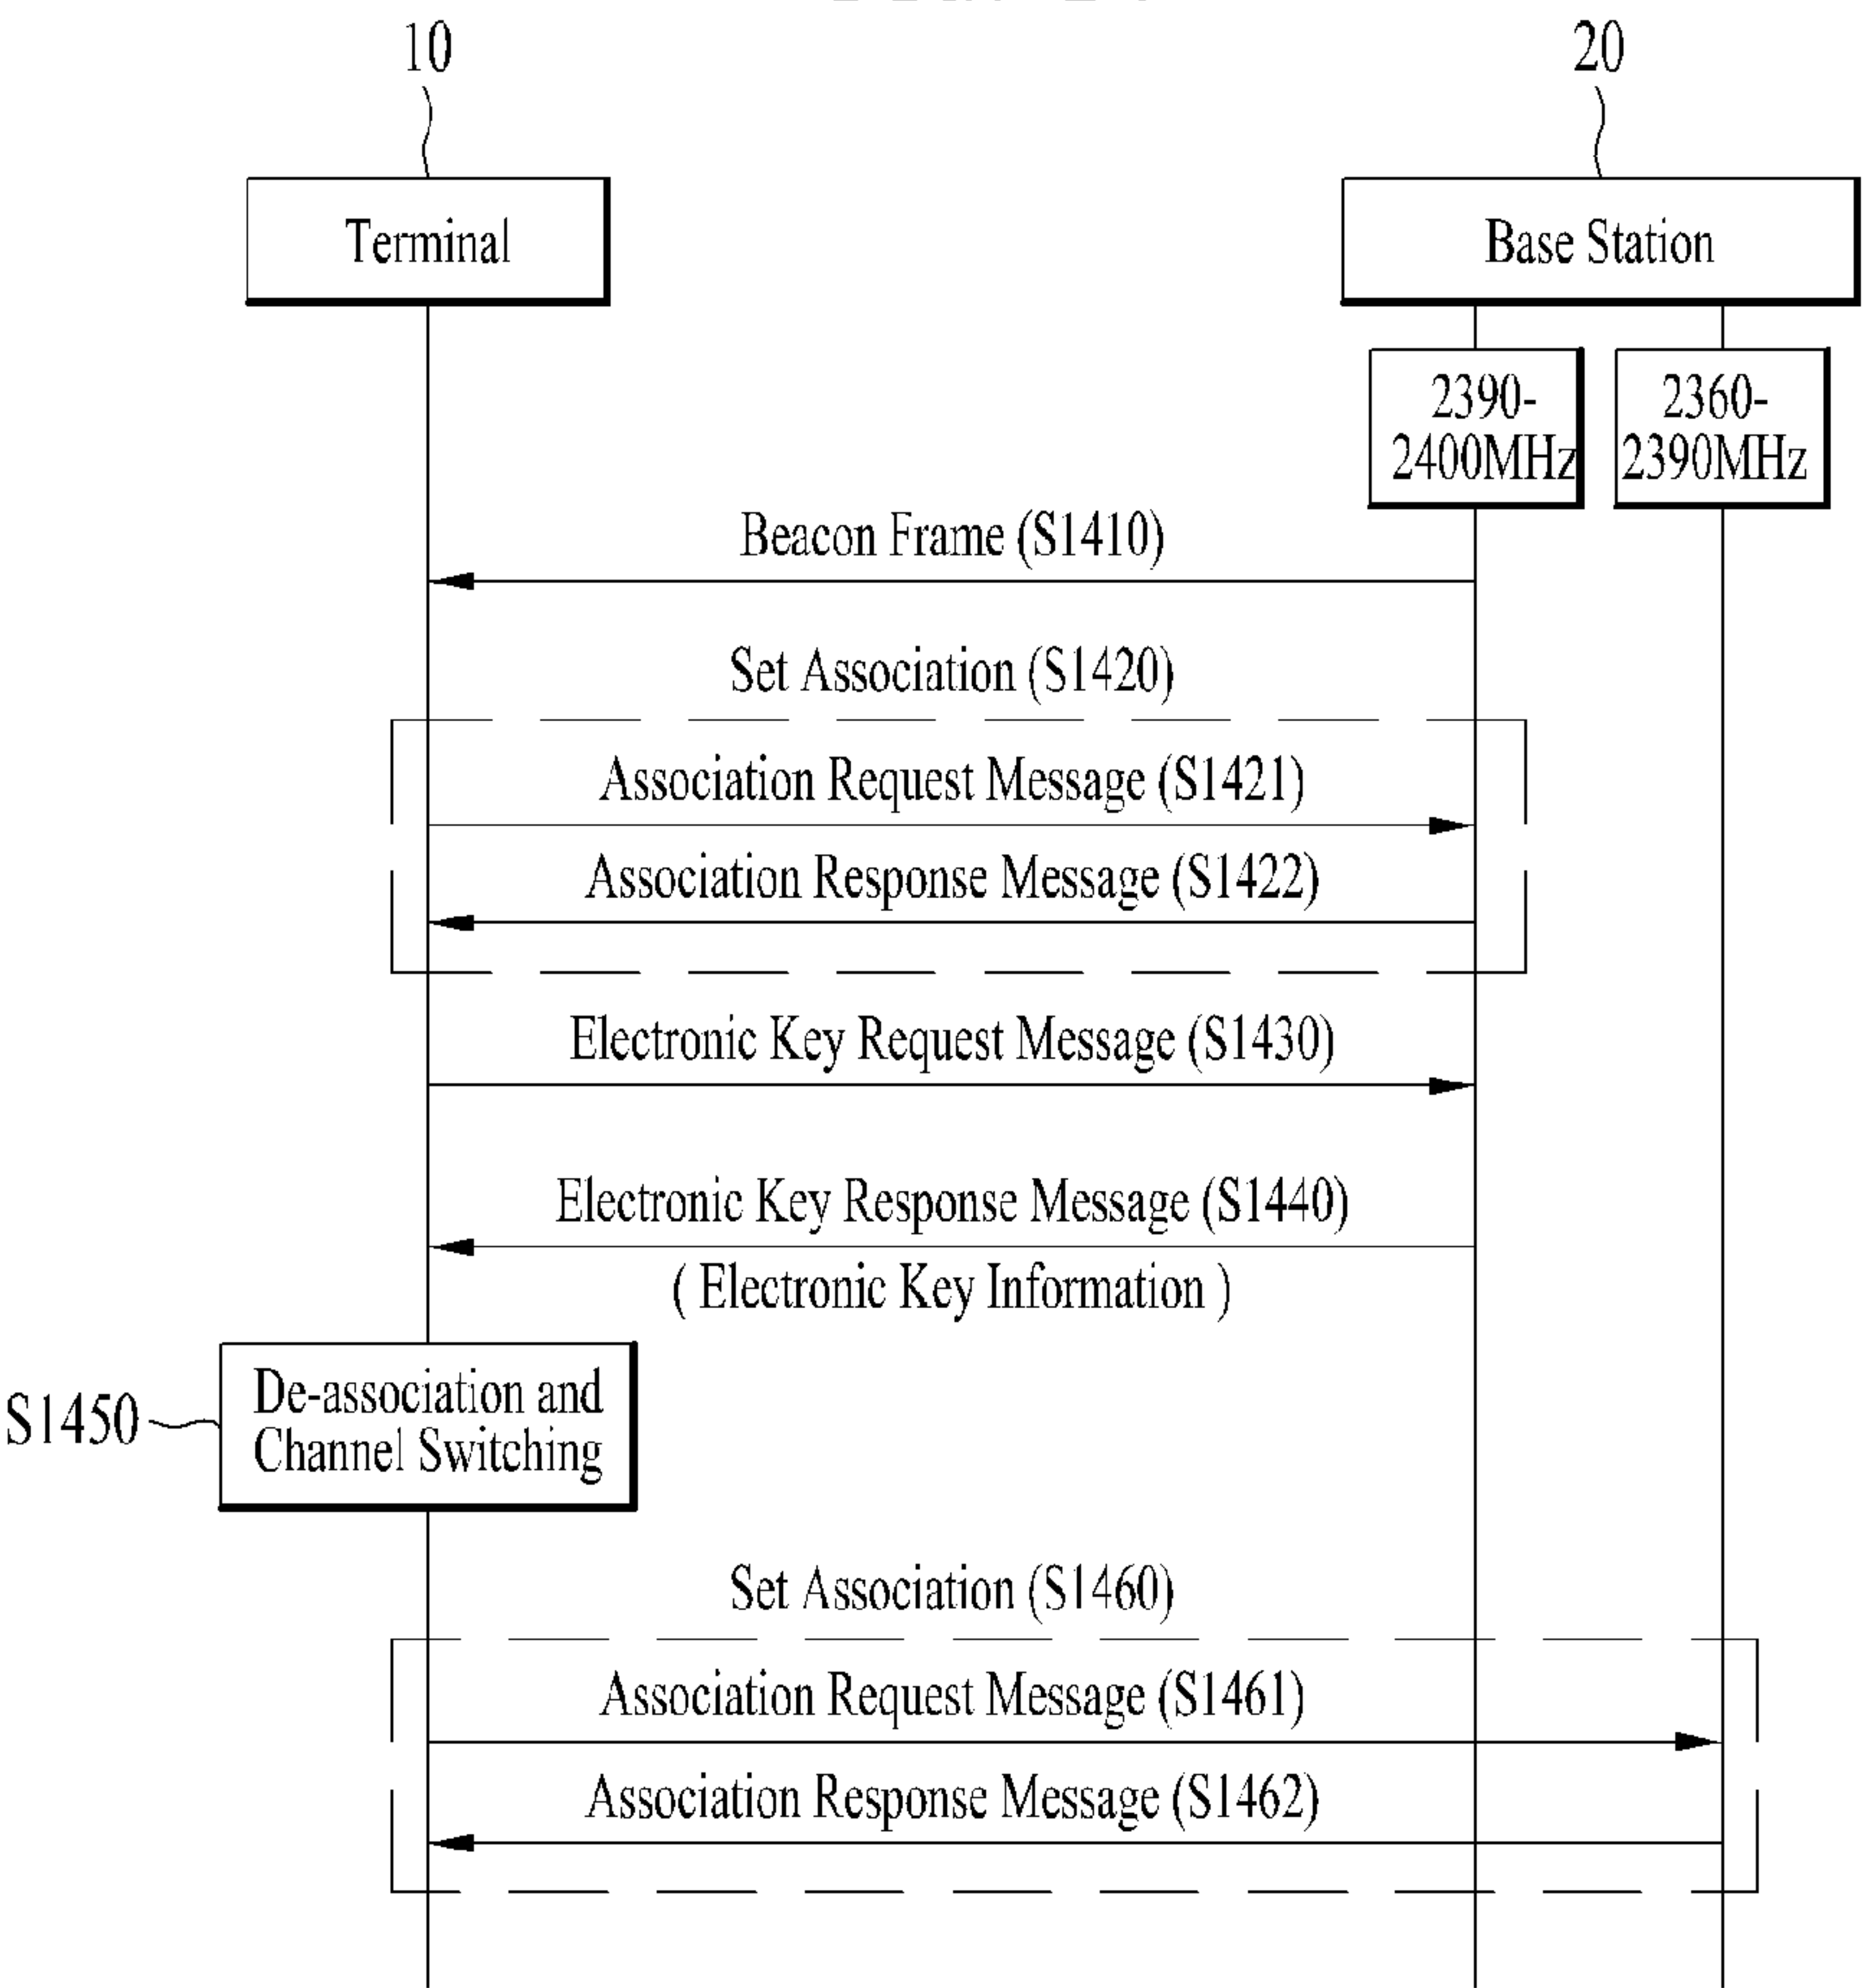 10
20
Terminal
Base Station
2390-
2400MHz
2360-
2390MHz
Beacon Frame (S1410)
Set Association (S1420)
Association Request Message (S1421)
Association Response Message (S1422)
Electronic Key Request Message (S1430)
Electronic Key Response Message (S1440)
( Electronic Key Information )
S1450
De-association and
Channel Switching
Set Association (S1460)
Association Request Message (S1461)
Association Response Message (S1462)